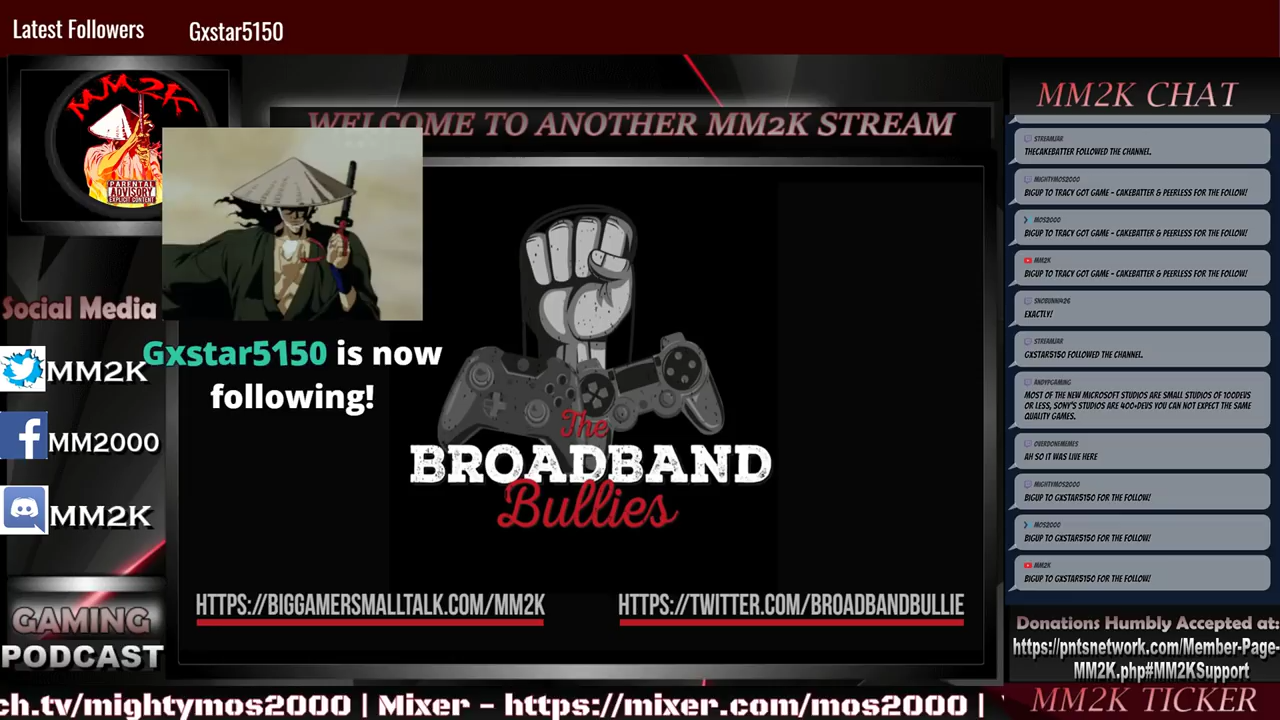 Latest Followers
Gxstar5150
MM2K
PARENTAL
ADVISORY
EXPLICIT CONTENT
WELCOME TO ANOTHER MM2K STREAM
Gxstar5150 is now
following!
Social Media
MM2K
MM2000
MM2K
GAMING
PODCAST
The
BROADBAND
Bullies
HTTPS://BIGGAMERSMALLTALK.COM/MM2K
HTTPS://TWITTER.COM/BROADBANDBULLIE
MM2K CHAT
STREAMJAR
THECAKEBATTER FOLLOWED THE CHANNEL.
MIGHTYMOS2000
BIGUP TO TRACY GOT GAME - CAKEBATTER & PEERLESS FOR THE FOLLOW!
MOS2000
BIGUP TO TRACY GOT GAME - CAKEBATTER & PEERLESS FOR THE FOLLOW!
MM2K
BIGUP TO TRACY GOT GAME - CAKEBATTER & PEERLESS FOR THE FOLLOW!
EXACTLY!
STREAMJAR
GXSTAR5150 FOLLOWED THE CHANNEL.
ANDYPGAMING
MOST OF THE NEW MICROSOFT STUDIOS ARE SMALL STUDIOS OF 100DEVS
OR LESS, SONY'S STUDIOS ARE 400+DEVS YOU CAN NOT EXPECT THE SAME
QUALITY GAMES.
OVERDONEMEMES
AH SO IT WAS LIVE HERE
MIGHTYMOS2000
BIGUP TO GXSTAR5150 FOR THE FOLLOW!
MOS2000
BIGUP TO GXSTAR5150 FOR THE FOLLOW!
MM2K
BIGUP TO GXSTAR5150 FOR THE FOLLOW!
Donations Humbly Accepted at:
https://pntsnetwork.com/Member-Page-
MM2K.php#MM2KSupport
ch.tv/mightymos2000 | Mixer - https://mixer.com/mos2000 |
MM2K TICKER